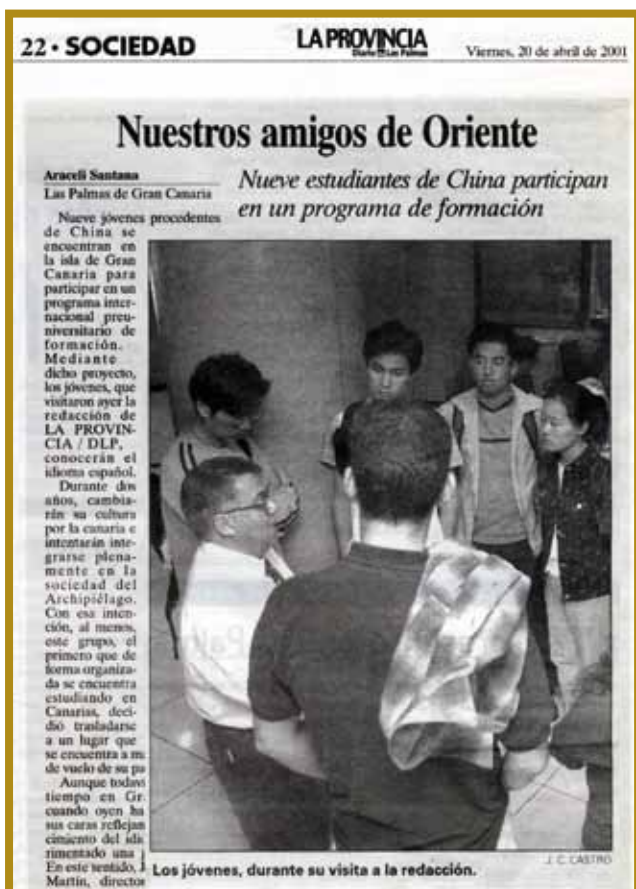 22 · SOCIEDAD
LA PROVINCIA
Diario de Las Palmas
Viernes, 20 de abril de 2001
Nuestros amigos de Oriente
Araceli Santana
Las Palmas de Gran Canaria
Nueve estudiantes de China participan
en un programa de formación
Nueve jóvenes procedentes
de China se
encuentran en
la isla de Gran
Canaria para
participar en un
programa inter-
nacional preu-
niversitario de
formación.
Mediante
dicho proyecto,
los jóvenes, que
visitaron ayer la
redacción de
LA PROVIN-
CIA / DLP,
conocerán el
idioma español.
Durante dos
años, cambia-
rán su cultura
por la canaria e
intentarán inte-
grarse plena-
mente en la
sociedad del
Archipiélago.
Con esa inten-
ción, al menos,
este grupo, el
primero que de
forma organiza-
da se encuentra
estudiando en
Canarias, deci-
dió trasladarse
a un lugar que
se encuentra a
de vuelo de su
Aunque
tiempo en
cuando oyen
sus caras reflejan
cimiento del
rimentado una
En este sentido,
Martín, director
J. C. CASTRO
Los jóvenes, durante su visita a la redacción.